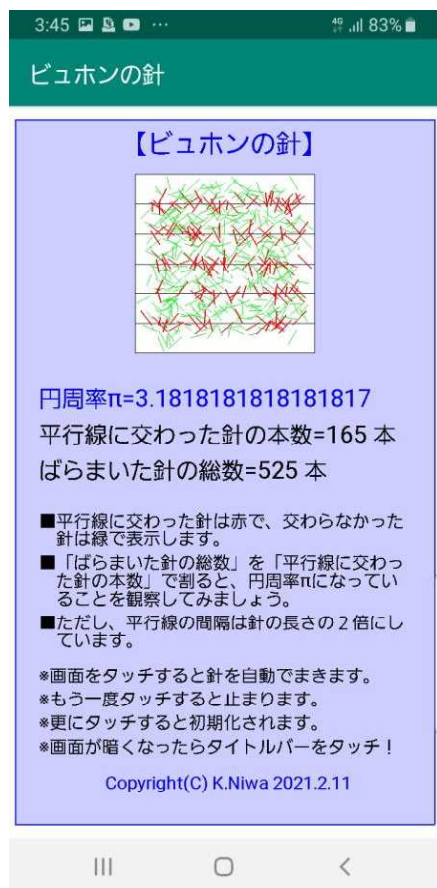 3:45
4G 83%
ビュホンの針
【ビュホンの針】
円周率π=3.1818181818181817
平行線に交わった針の本数=165 本
ばらまいた針の総数=525 本
■平行線に交わった針は赤で、交わらなかった
針は緑で表示します。
■「ばらまいた針の総数」を「平行線に交わっ
た針の本数」で割ると、円周率πになってい
ることを観察してみましょう。
■ただし、平行線の間隔は針の長さの２倍にし
ています。
※画面をタッチすると針を自動でまきます。
※もう一度タッチすると止まります。
※更にタッチすると初期化されます。
※画面が暗くなったらタイトルバーをタッチ！
Copyright(C) K.Niwa 2021.2.11